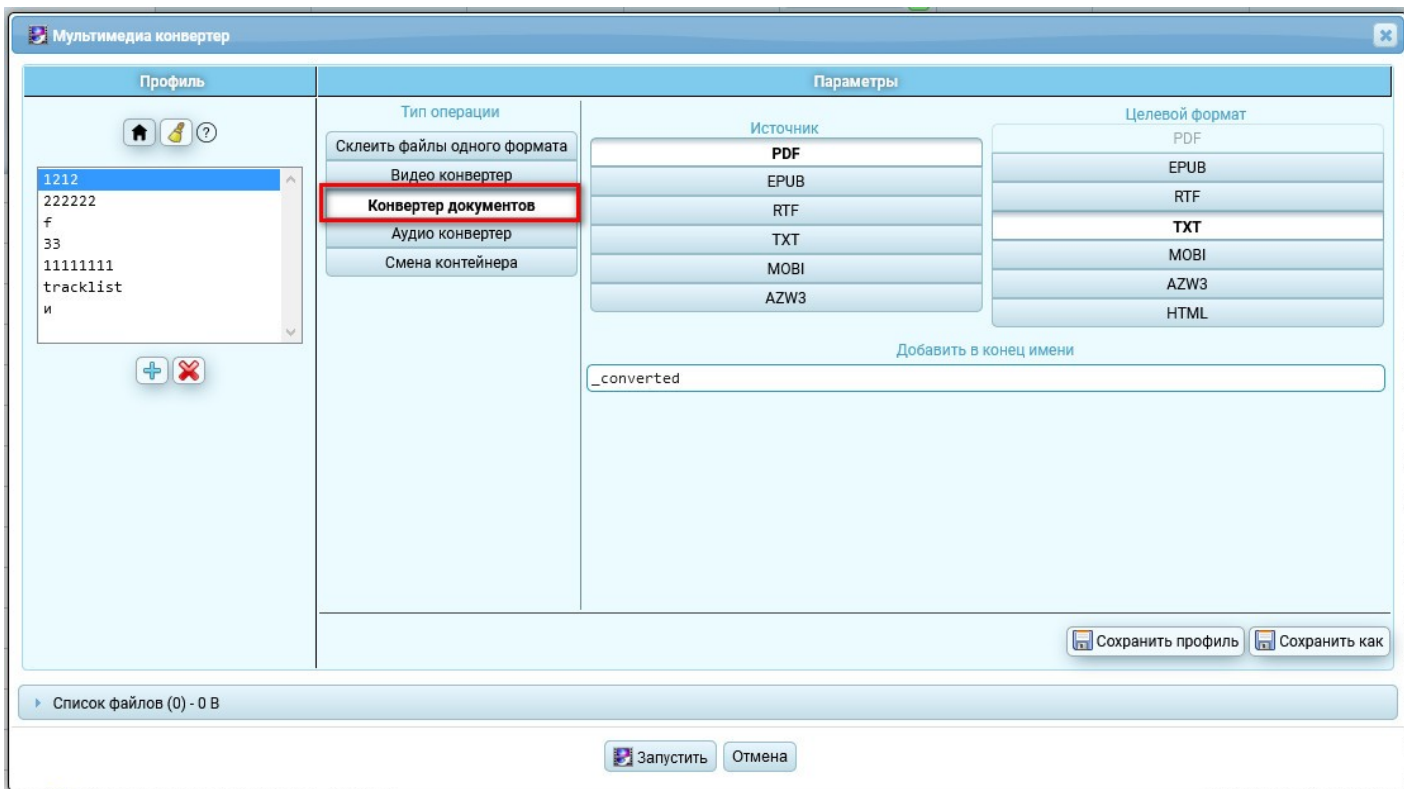 Мультимедиа конвертер
Профиль
Параметры
?
1212
222222
f
33
11111111
tracklist
и
Тип операции
Склеить файлы одного формата
Видео конвертер
Конвертер документов
Аудио конвертер
Смена контейнера
Источник
PDF
EPUB
RTF
TXT
MOBI
AZW3
Целевой формат
PDF
EPUB
RTF
TXT
MOBI
AZW3
HTML
Добавить в конец имени
_converted
Сохранить профиль
Сохранить как
Список файлов (0) - 0 B
Запустить
Отмена